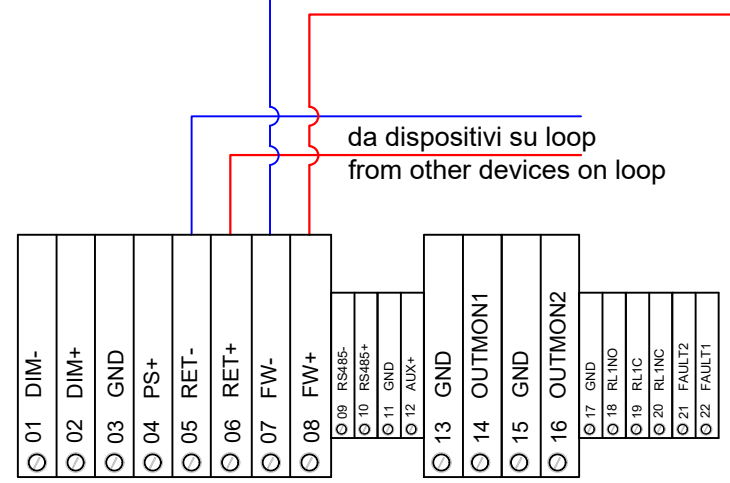 da dispositivi su loop
from other devices on loop
01 DIM-
02 DIM+
03 GND
04 PS+
05 RET-
06 RET+
07 FW-
08 FW+
09 RS485-
10 RS485+
11 GND
12 AUX+
13 GND
14 OUTMON1
15 GND
16 OUTMON2
17 GND
18 RL1NO
19 RL1C
20 RL1NC
21 FAULT2
22 FAULT1